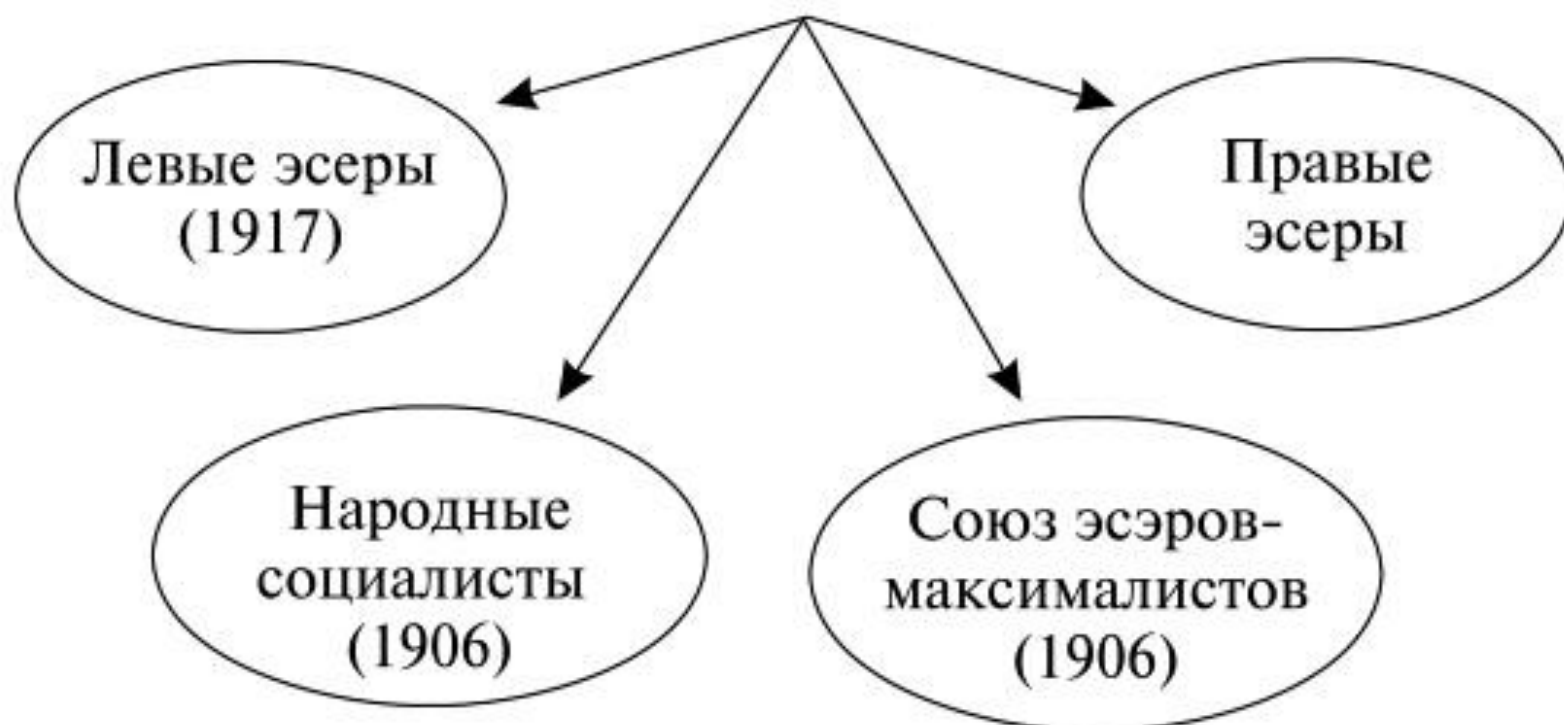 Левые эсеры
(1917)
Правые
эсеры
Народные
социалисты
(1906)
Союз эсэров-
максималистов
(1906)